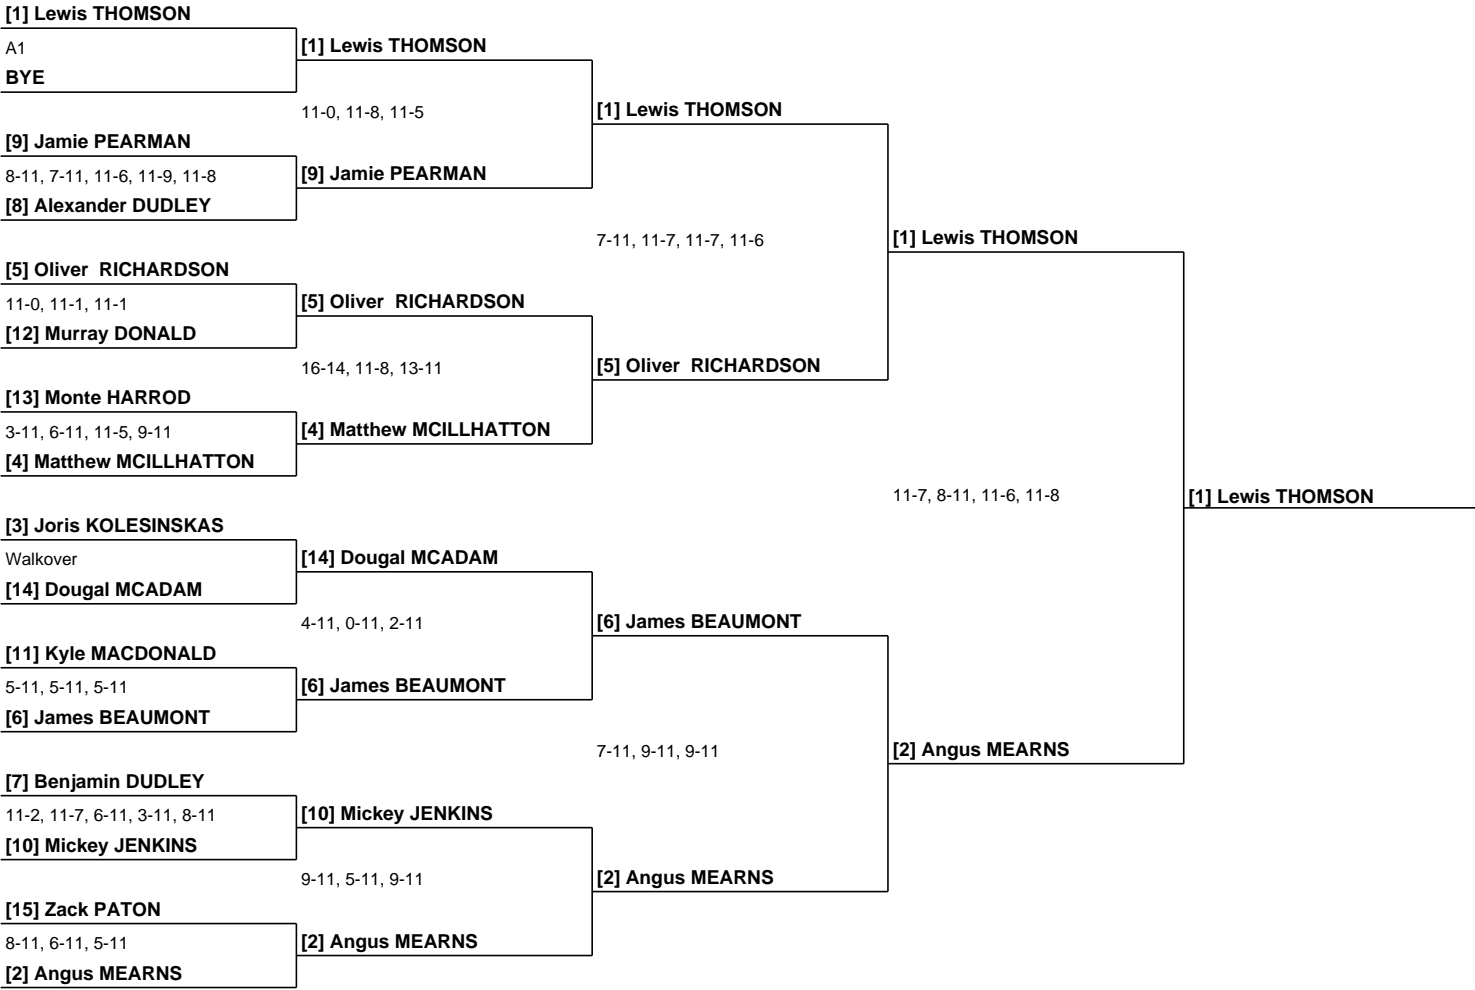 [1] Lewis THOMSON
A1
BYE
[9] Jamie PEARMAN
8-11, 7-11, 11-6, 11-9, 11-8
[8] Alexander DUDLEY
[5] Oliver  RICHARDSON
11-0, 11-1, 11-1
[12] Murray DONALD
[13] Monte HARROD
3-11, 6-11, 11-5, 9-11
[4] Matthew MCILLHATTON
[3] Joris KOLESINSKAS
Walkover
[14] Dougal MCADAM
[11] Kyle MACDONALD
5-11, 5-11, 5-11
[6] James BEAUMONT
[7] Benjamin DUDLEY
11-2, 11-7, 6-11, 3-11, 8-11
[10] Mickey JENKINS
[15] Zack PATON
8-11, 6-11, 5-11
[2] Angus MEARNS
[1] Lewis THOMSON
11-0, 11-8, 11-5
[9] Jamie PEARMAN
[5] Oliver  RICHARDSON
16-14, 11-8, 13-11
[4] Matthew MCILLHATTON
[14] Dougal MCADAM
4-11, 0-11, 2-11
[6] James BEAUMONT
[10] Mickey JENKINS
9-11, 5-11, 9-11
[2] Angus MEARNS
[1] Lewis THOMSON
7-11, 11-7, 11-7, 11-6
[5] Oliver  RICHARDSON
[6] James BEAUMONT
7-11, 9-11, 9-11
[2] Angus MEARNS
[1] Lewis THOMSON
11-7, 8-11, 11-6, 11-8
[2] Angus MEARNS
[1] Lewis THOMSON